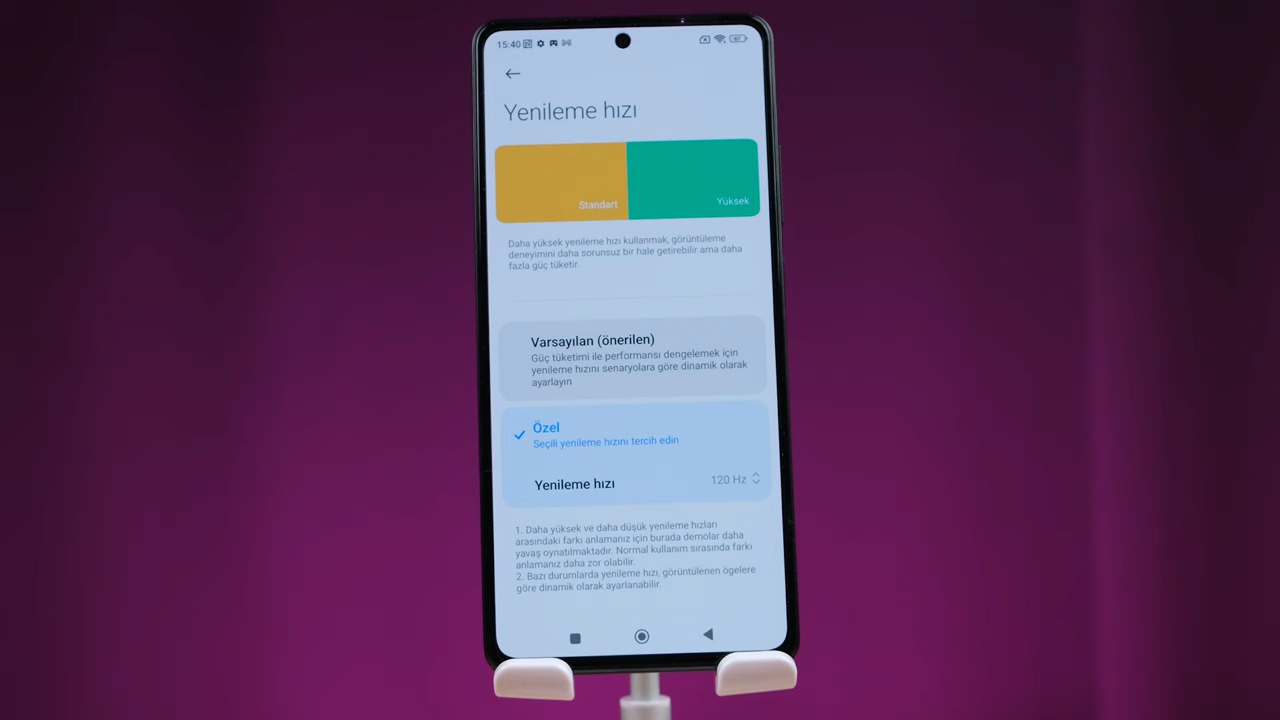 15:40
67
Yenileme hızı
Standart
Yüksek
Daha yüksek yenileme hızı kullanmak, görüntüleme
deneyimini daha sorunsuz bir hale getirebilir ama daha
fazla güç tüketir.
Varsayılan (önerilen)
Güç tüketimi ile performansı dengelemek için
yenileme hızını senaryolara göre dinamik olarak
ayarlayın
Özel
Seçili yenileme hızını tercih edin
Yenileme hızı
120 Hz
1. Daha yüksek ve daha düşük yenileme hızları
arasındaki farkı anlamanız için burada demolar daha
yavaş oynatılmaktadır. Normal kullanım sırasında farkı
anlamanız daha zor olabilir.
2. Bazı durumlarda yenileme hızı, görüntülenen ögelere
göre dinamik olarak ayarlanabilir.